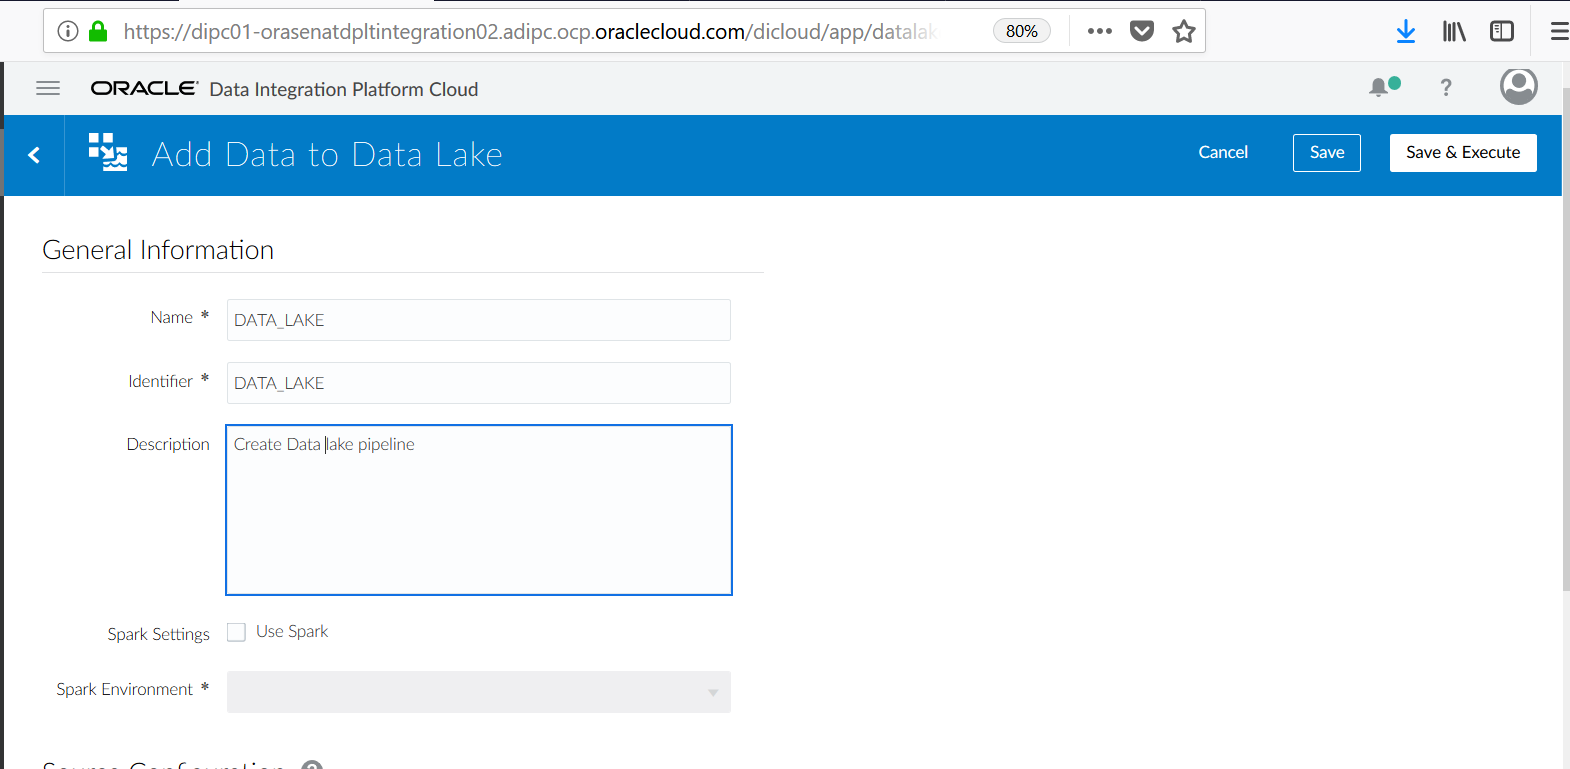 https://dipc01-orasenatdpltintegration02.adipc.ocp.oraclecloud.com/dicloud/app/datalak
80%
ORACLE Data Integration Platform Cloud
?
Add Data to Data Lake
Cancel
Save
Save & Execute
General Information
Name *
DATA_LAKE
Identifier *
DATA_LAKE
Description
Create Data lake pipeline
Spark Settings
Use Spark
Spark Environment *
Source Configuration